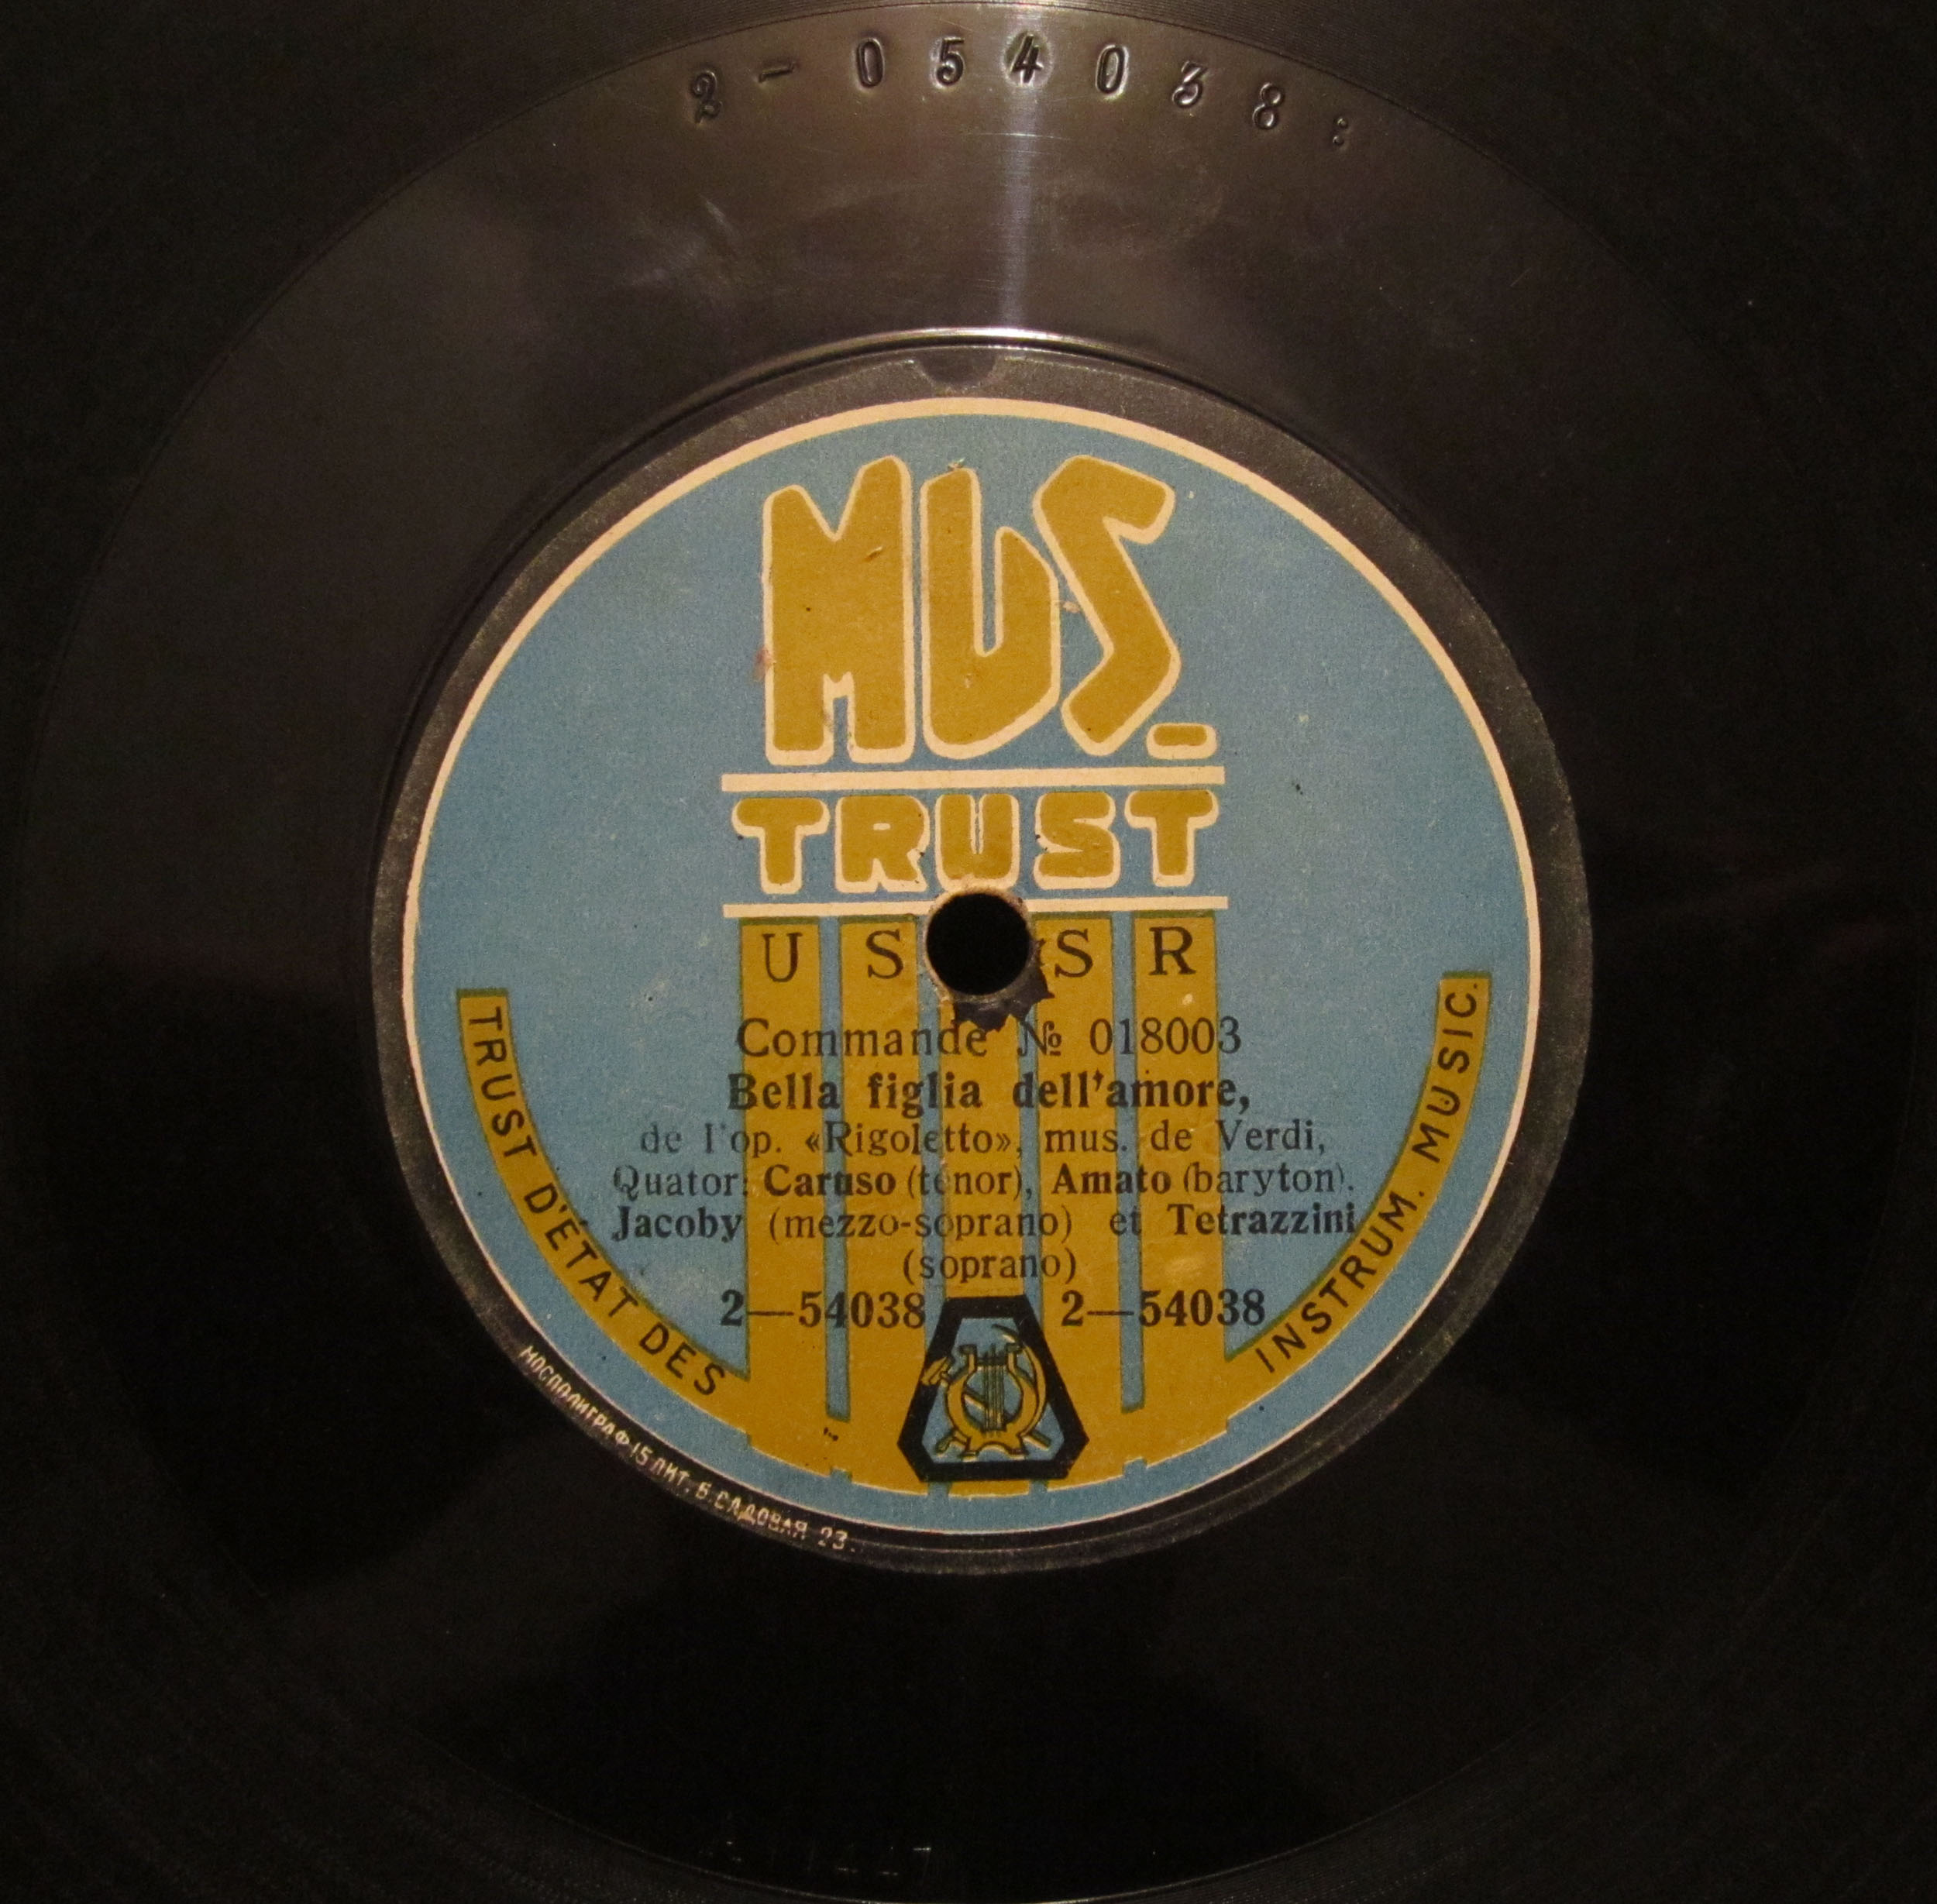 2-054038:
MUS.
TRUST
U S S R
Commande № 018003
Bella figlia dell'amore,
de l'op. «Rigoletto», mus. de Verdi,
Quator: Caruso (tenor), Amato (baryton).
Jacoby (mezzo-soprano) et Tetrazzini
(soprano)
2—54038 2—54038
TRUST D'ÉTAT DES
INSTRUM. MUSIC.
МОСПОЛИГРАФ 15 ЛИТ. Б. САДОВАЯ 23.